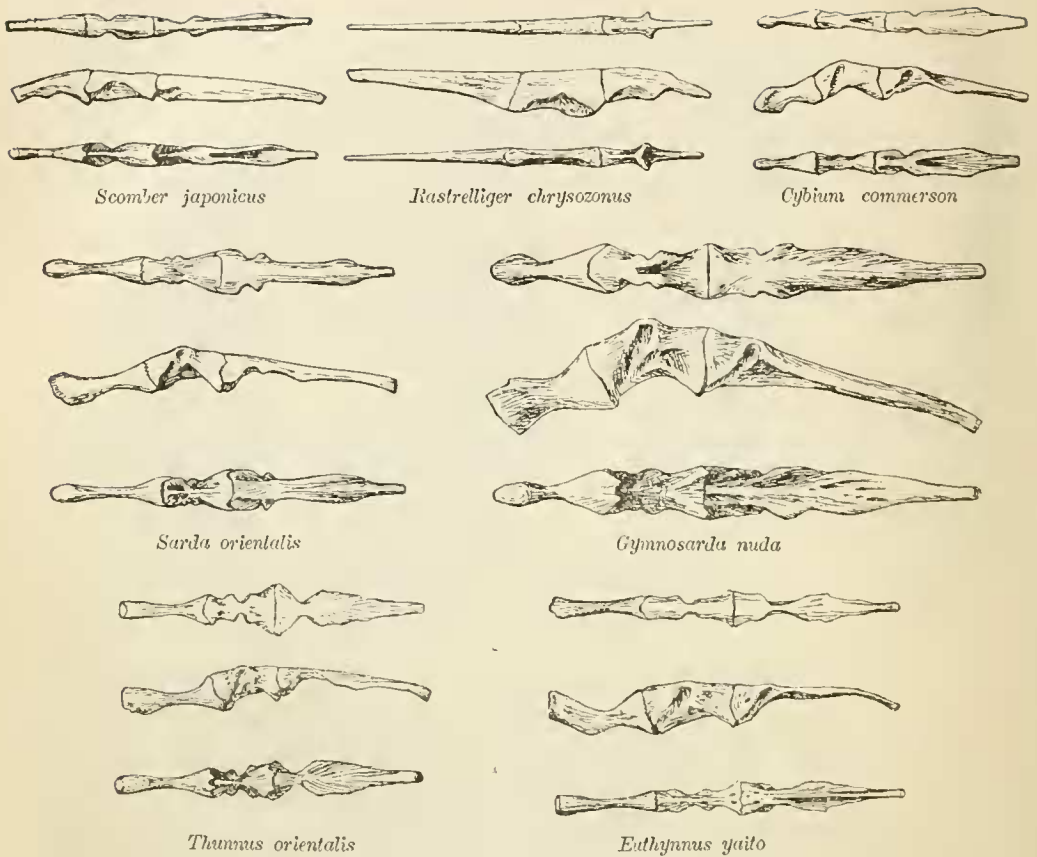 Scomber japonicus
Rastrelliger chrysozonus
Cybium commerson
Sarda orientalis
Gymnosarda nuda
Thunnus orientalis
Euthynnus yaito